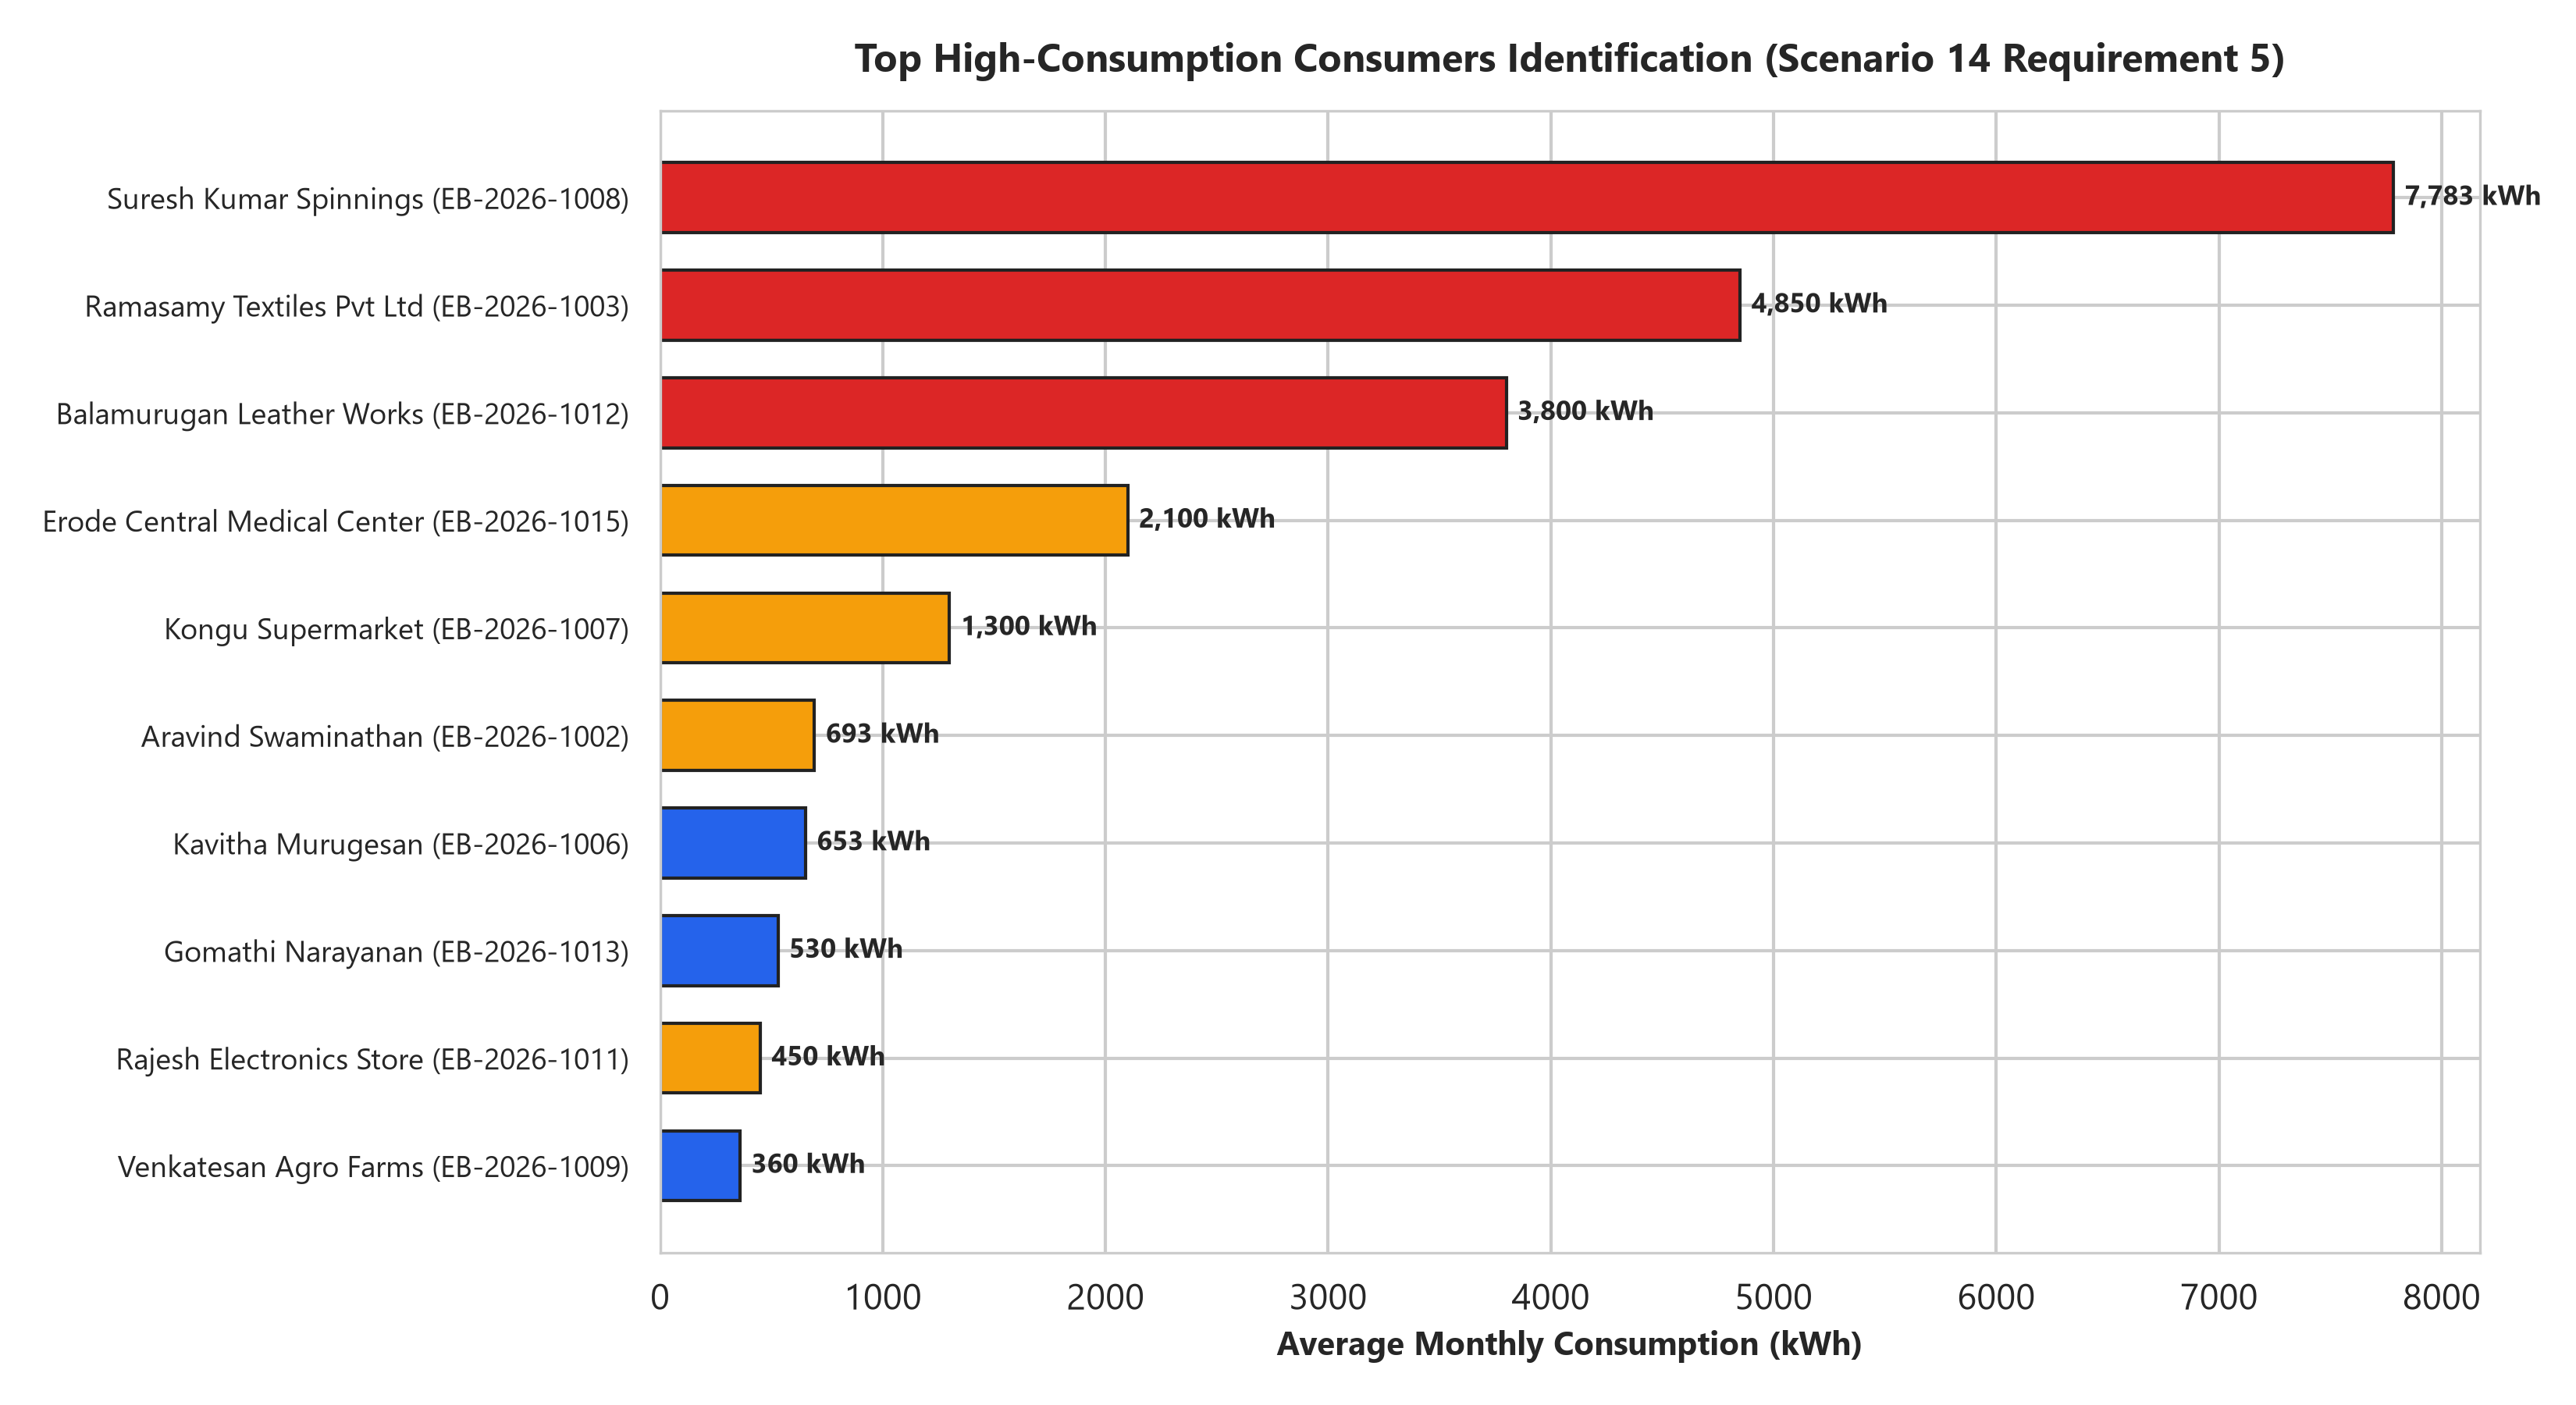 Top High-Consumption Consumers Identification (Scenario 14 Requirement 5)
Suresh Kumar Spinnings (EB-2026-1008)
7,783 kWh
Ramasamy Textiles Pvt Ltd (EB-2026-1003)
4,850 kWh
Balamurugan Leather Works (EB-2026-1012)
3,800 kWh
Erode Central Medical Center (EB-2026-1015)
2,100 kWh
Kongu Supermarket (EB-2026-1007)
1,300 kWh
Aravind Swaminathan (EB-2026-1002)
693 kWh
Kavitha Murugesan (EB-2026-1006)
653 kWh
Gomathi Narayanan (EB-2026-1013)
530 kWh
Rajesh Electronics Store (EB-2026-1011)
450 kWh
Venkatesan Agro Farms (EB-2026-1009)
360 kWh
0 1000 2000 3000 4000 5000 6000 7000 8000
Average Monthly Consumption (kWh)